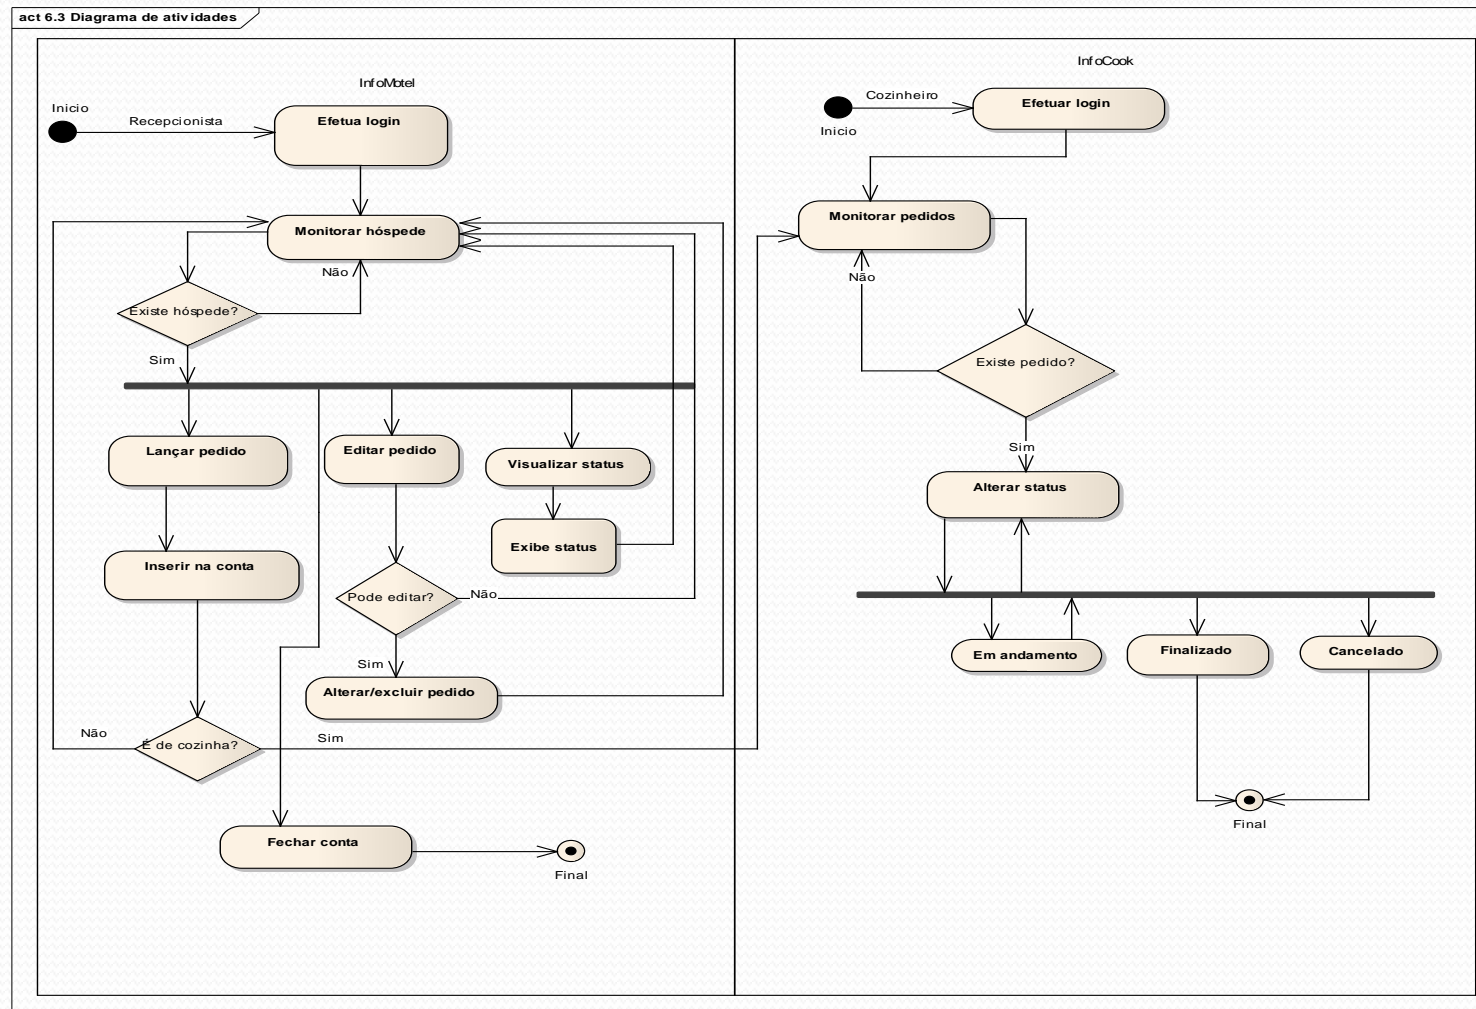 act 6.3 Diagrama de atividades
InfoMotel
Inicio
Recepcionista
Efetua login
Monitorar hóspede
Não
Existe hóspede?
Sim
Lançar pedido
Editar pedido
Visualizar status
Exibe status
Inserir na conta
Pode editar?
Não
Sim
Alterar/excluir pedido
Não
É de cozinha?
Sim
Fechar conta
Final
InfoCook
Cozinheiro
Inicio
Efetuar login
Monitorar pedidos
Não
Existe pedido?
Sim
Alterar status
Em andamento
Finalizado
Cancelado
Final